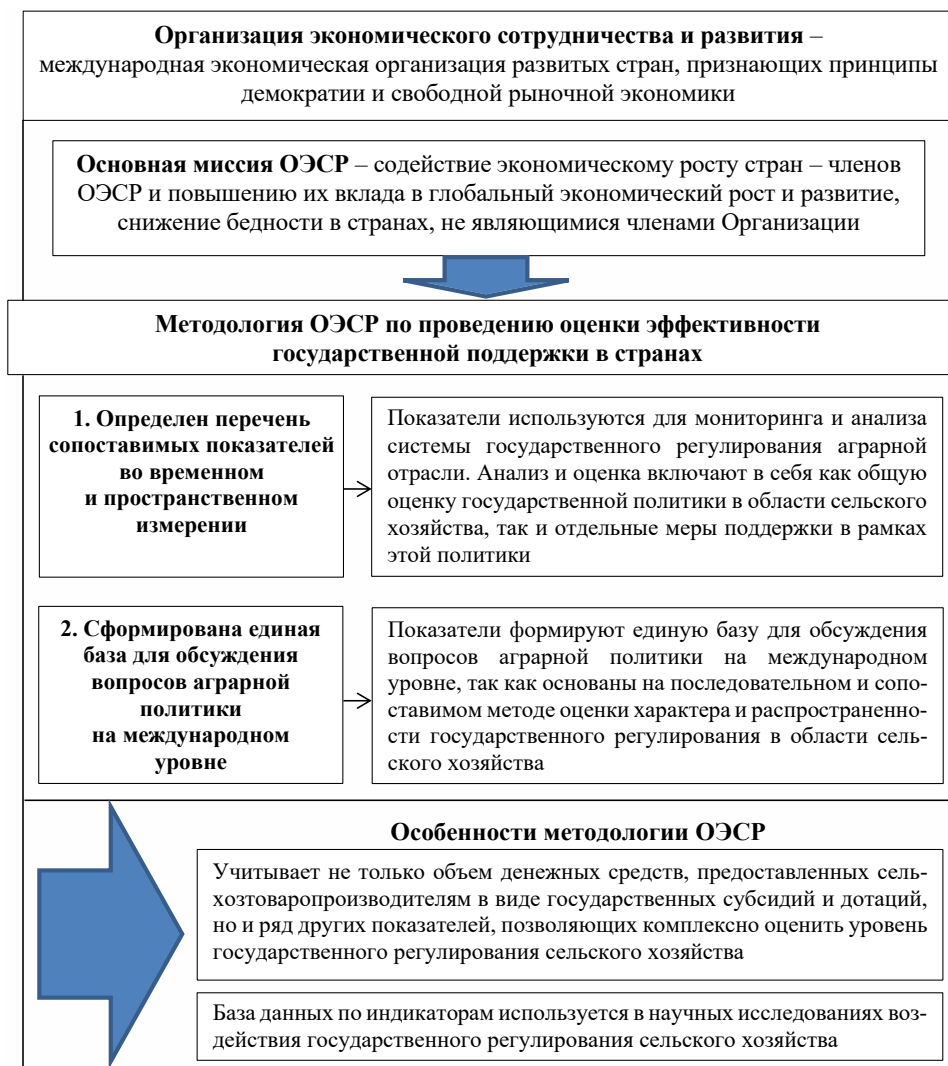 Организация экономического сотрудничества и развития –
международная экономическая организация развитых стран, признающих принципы
демократии и свободной рыночной экономики
Основная миссия ОЭСР – содействие экономическому росту стран – членов
ОЭСР и повышению их вклада в глобальный экономический рост и развитие,
снижение бедности в странах, не являющимися членами Организации
Методология ОЭСР по проведению оценки эффективности
государственной поддержки в странах
1. Определен перечень
сопоставимых показателей
во временном
и пространственном
измерении
Показатели используются для мониторинга и анализа
системы государственного регулирования аграрной
отрасли. Анализ и оценка включают в себя как общую
оценку государственной политики в области сельского
хозяйства, так и отдельные меры поддержки в рамках
этой политики
2. Сформирована единая
база для обсуждения
вопросов аграрной
политики
на международном
уровне
Показатели формируют единую базу для обсуждения
вопросов аграрной политики на международном
уровне, так как основаны на последовательном и сопо-
ставимом методе оценки характера и распространенно-
сти государственного регулирования в области сель-
ского хозяйства
Особенности методологии ОЭСР
Учитывает не только объем денежных средств, предоставленных сель-
хозтоваропроизводителям в виде государственных субсидий и дотаций,
но и ряд других показателей, позволяющих комплексно оценить уровень
государственного регулирования сельского хозяйства
База данных по индикаторам используется в научных исследованиях воз-
действия государственного регулирования сельского хозяйства